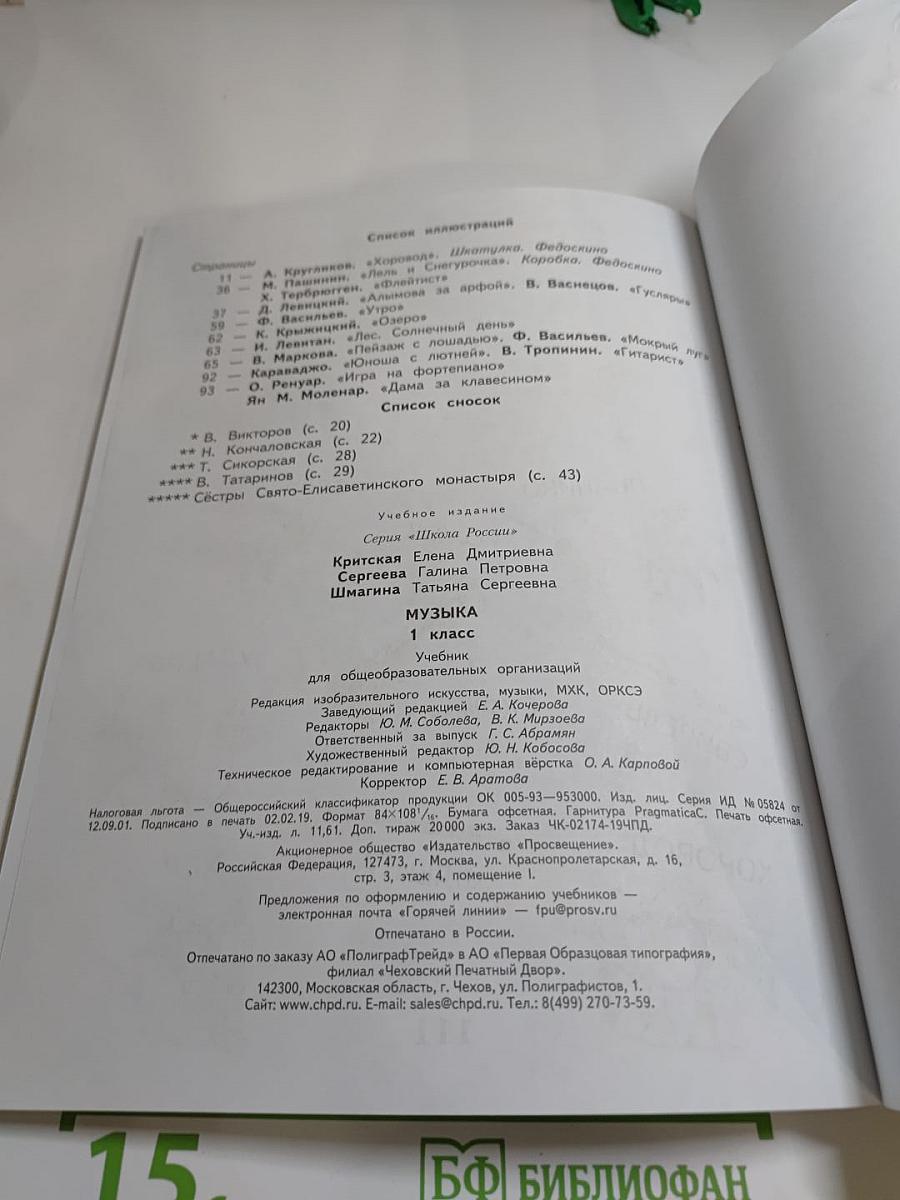 Список иллюстраций
Страницы
11 — А. Кругликов. «Хоровод». Шкатулка. Федоскино
36 — М. Пашинин. «Лель и Снегурочка». Коробка. Федоскино
Х. Тербрюгген. «Флейтист»
37 — Д. Левицкий. «Алымова за арфой». В. Васнецов. «Гусляры»
59 — Ф. Васильев. «Утро»
62 — К. Крыжицкий. «Озеро»
63 — И. Левитан. «Лес. Солнечный день»
65 — В. Маркова. «Пейзаж с лошадью». Ф. Васильев. «Мокрый луг»
92 — Караваджо. «Юноша с лютней». В. Тропинин. «Гитарист»
93 — О. Ренуар. «Игра на фортепиано»
Ян М. Моленар. «Дама за клавесином»
Список сносок
* В. Викторов (с. 20)
** Н. Кончаловская (с. 22)
*** Т. Сикорская (с. 28)
**** В. Татаринов (с. 29)
***** Сёстры Свято-Елисаветинского монастыря (с. 43)
Учебное издание
Серия «Школа России»
Критская Елена Дмитриевна
Сергеева Галина Петровна
Шмагина Татьяна Сергеевна
МУЗЫКА
1 класс
Учебник
для общеобразовательных организаций
Редакция изобразительного искусства, музыки, МХК, ОРКСЭ
Заведующий редакцией Е. А. Кочерова
Редакторы Ю. М. Соболева, В. К. Мирзоева
Ответственный за выпуск Г. С. Абрамян
Художественный редактор Ю. Н. Кобосова
Техническое редактирование и компьютерная вёрстка О. А. Карповой
Корректор Е. В. Аратова
Налоговая льгота — Общероссийский классификатор продукции ОК 005-93—953000. Изд. лиц. Серия ИД № 05824 от
12.09.01. Подписано в печать 02.02.19. Формат 84×108¹/₁₆. Бумага офсетная. Гарнитура PragmaticaC. Печать офсетная.
Уч.-изд. л. 11,61. Доп. тираж 20 000 экз. Заказ ЧК-02174-19ЧПД.
Акционерное общество «Издательство «Просвещение».
Российская Федерация, 127473, г. Москва, ул. Краснопролетарская, д. 16,
стр. 3, этаж 4, помещение I.
Предложения по оформлению и содержанию учебников —
электронная почта «Горячей линии» — fpu@prosv.ru
Отпечатано в России.
Отпечатано по заказу АО «ПолиграфТрейд» в АО «Первая Образцовая типография»,
филиал «Чеховский Печатный Двор».
142300, Московская область, г. Чехов, ул. Полиграфистов, 1.
Сайт: www.chpd.ru. E-mail: sales@chpd.ru. Тел.: 8(499) 270-73-59.
111
15
БФ БИБЛИОФАН